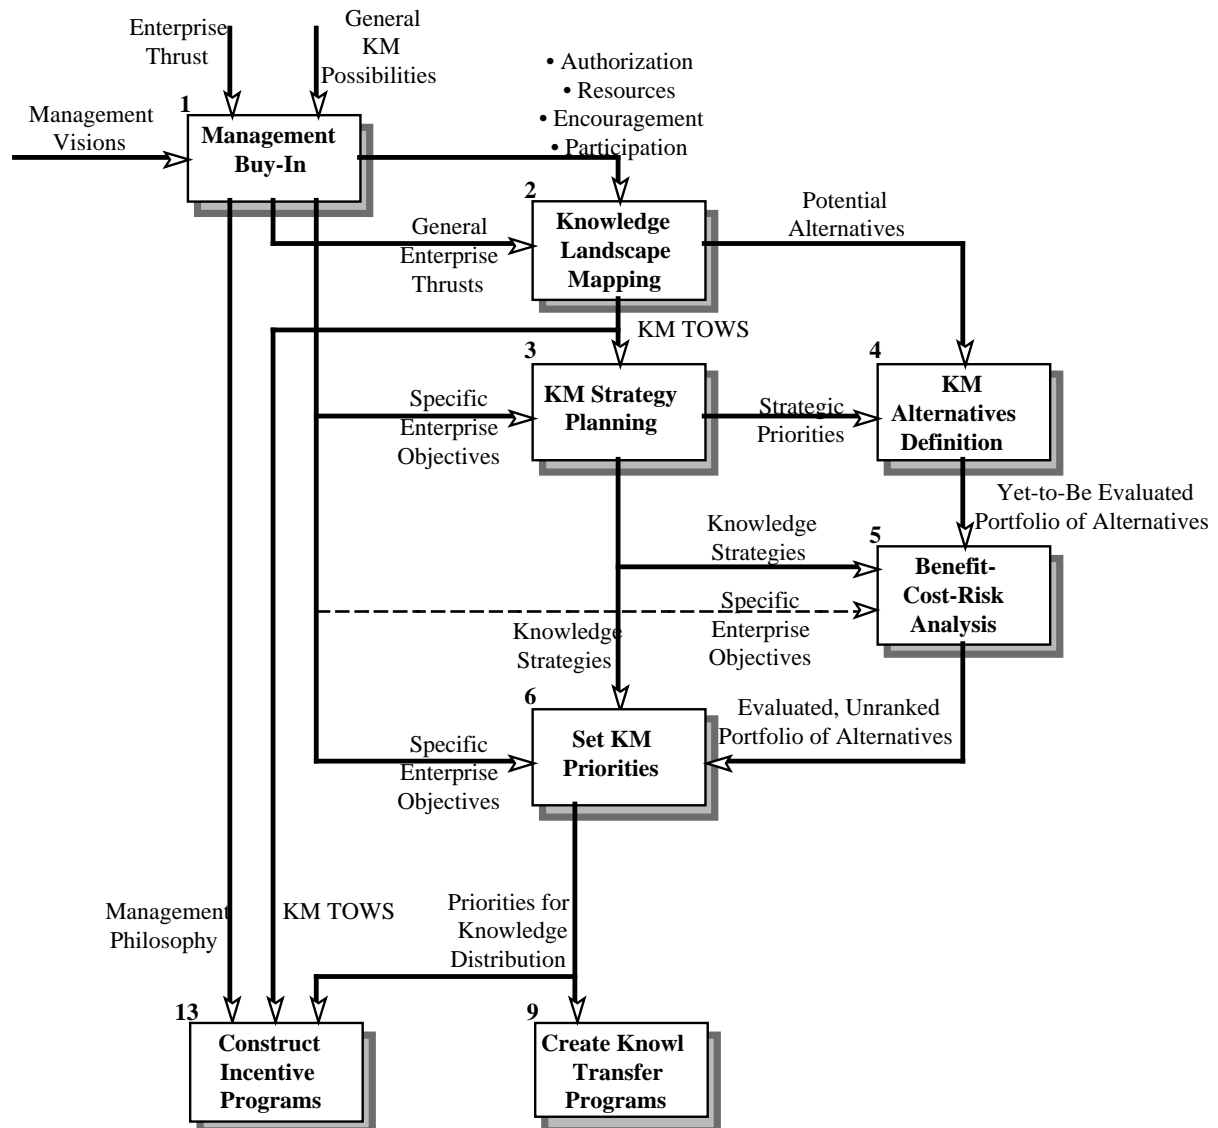 Enterprise
Thrust
General
KM
Possibilities
• Authorization
• Resources
• Encouragement
• Participation
Management
Visions
1
Management
Buy-In
2
Knowledge
Landscape
Mapping
General
Enterprise
Thrusts
Potential
Alternatives
KM TOWS
3
KM Strategy
Planning
4
KM
Alternatives
Definition
Specific
Enterprise
Objectives
Strategic
Priorities
Yet-to-Be Evaluated
Portfolio of Alternatives
Knowledge
Strategies
5
Benefit-
Cost-Risk
Analysis
Specific
Enterprise
Objectives
Knowledge
Strategies
6
Set KM
Priorities
Evaluated, Unranked
Portfolio of Alternatives
Specific
Enterprise
Objectives
Management
Philosophy
KM TOWS
Priorities for
Knowledge
Distribution
13
Construct
Incentive
Programs
9
Create Knowl
Transfer
Programs